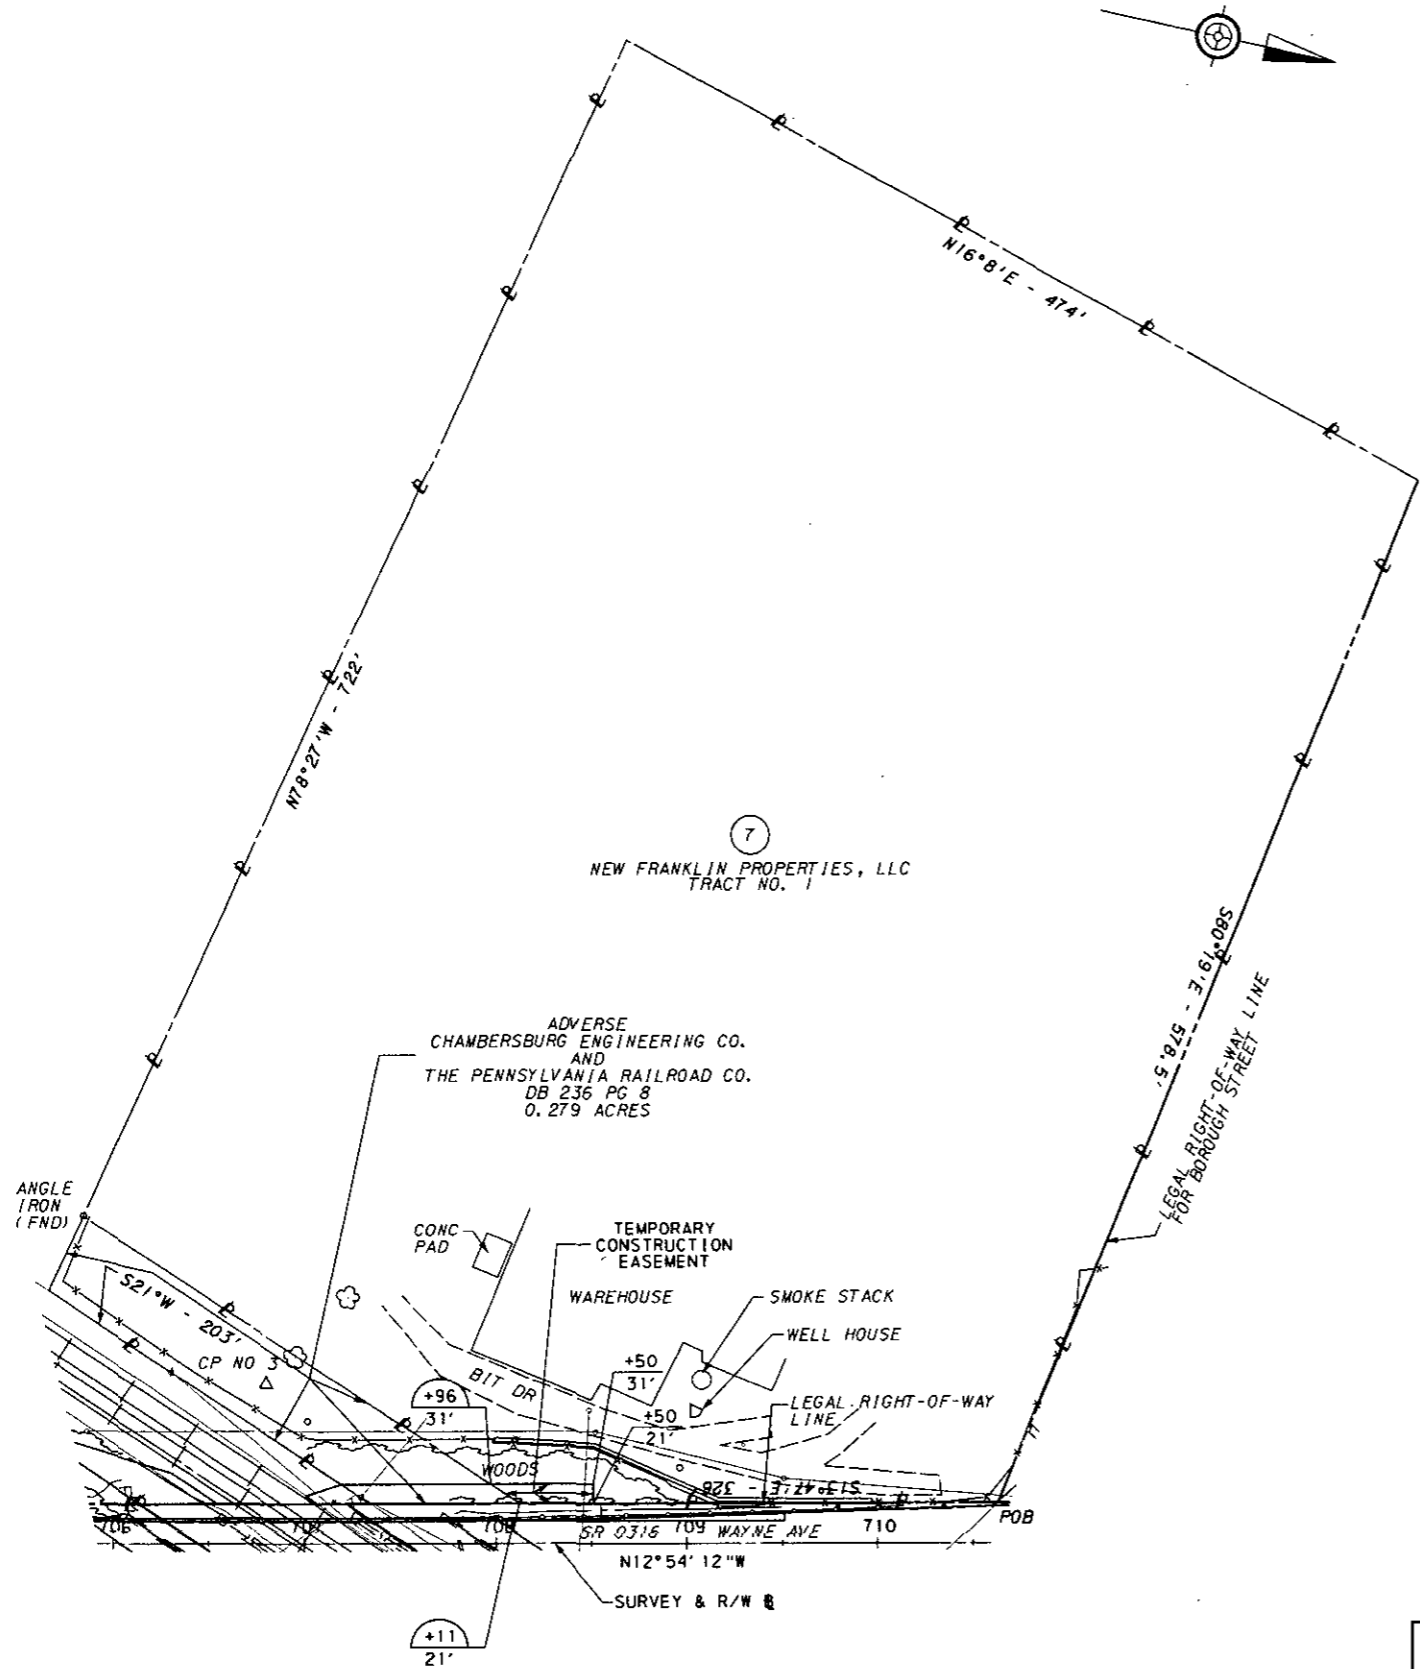 N16°8'E - 474'
N78°27'W - 722'
7
NEW FRANKLIN PROPERTIES, LLC
TRACT NO. 1
S80°19'E - 578.5'
LEGAL RIGHT-OF-WAY LINE
FOR BOROUGH STREET
ADVERSE
CHAMBERSBURG ENGINEERING CO.
AND
THE PENNSYLVANIA RAILROAD CO.
DB 236 PG 8
0.279 ACRES
ANGLE
IRON
(FND)
CONC
PAD
TEMPORARY
CONSTRUCTION
EASEMENT
WAREHOUSE
SMOKE STACK
WELL HOUSE
S21°W - 203'
CP NO 3
BIT DR
+50
31'
+96
31'
+50
21'
LEGAL RIGHT-OF-WAY
LINE
WOODS
S13°47'E - 326'
POB
706
707
708
SR 0316
709
WAYNE AVE
710
N12°54'12"W
SURVEY & R/W
+11
21'